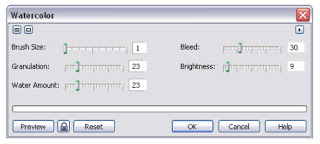 Watercolor
Brush Size: 1 Bleed: 30
Granulation: 23 Brightness: 9
Water Amount: 23
Preview Reset OK Cancel Help